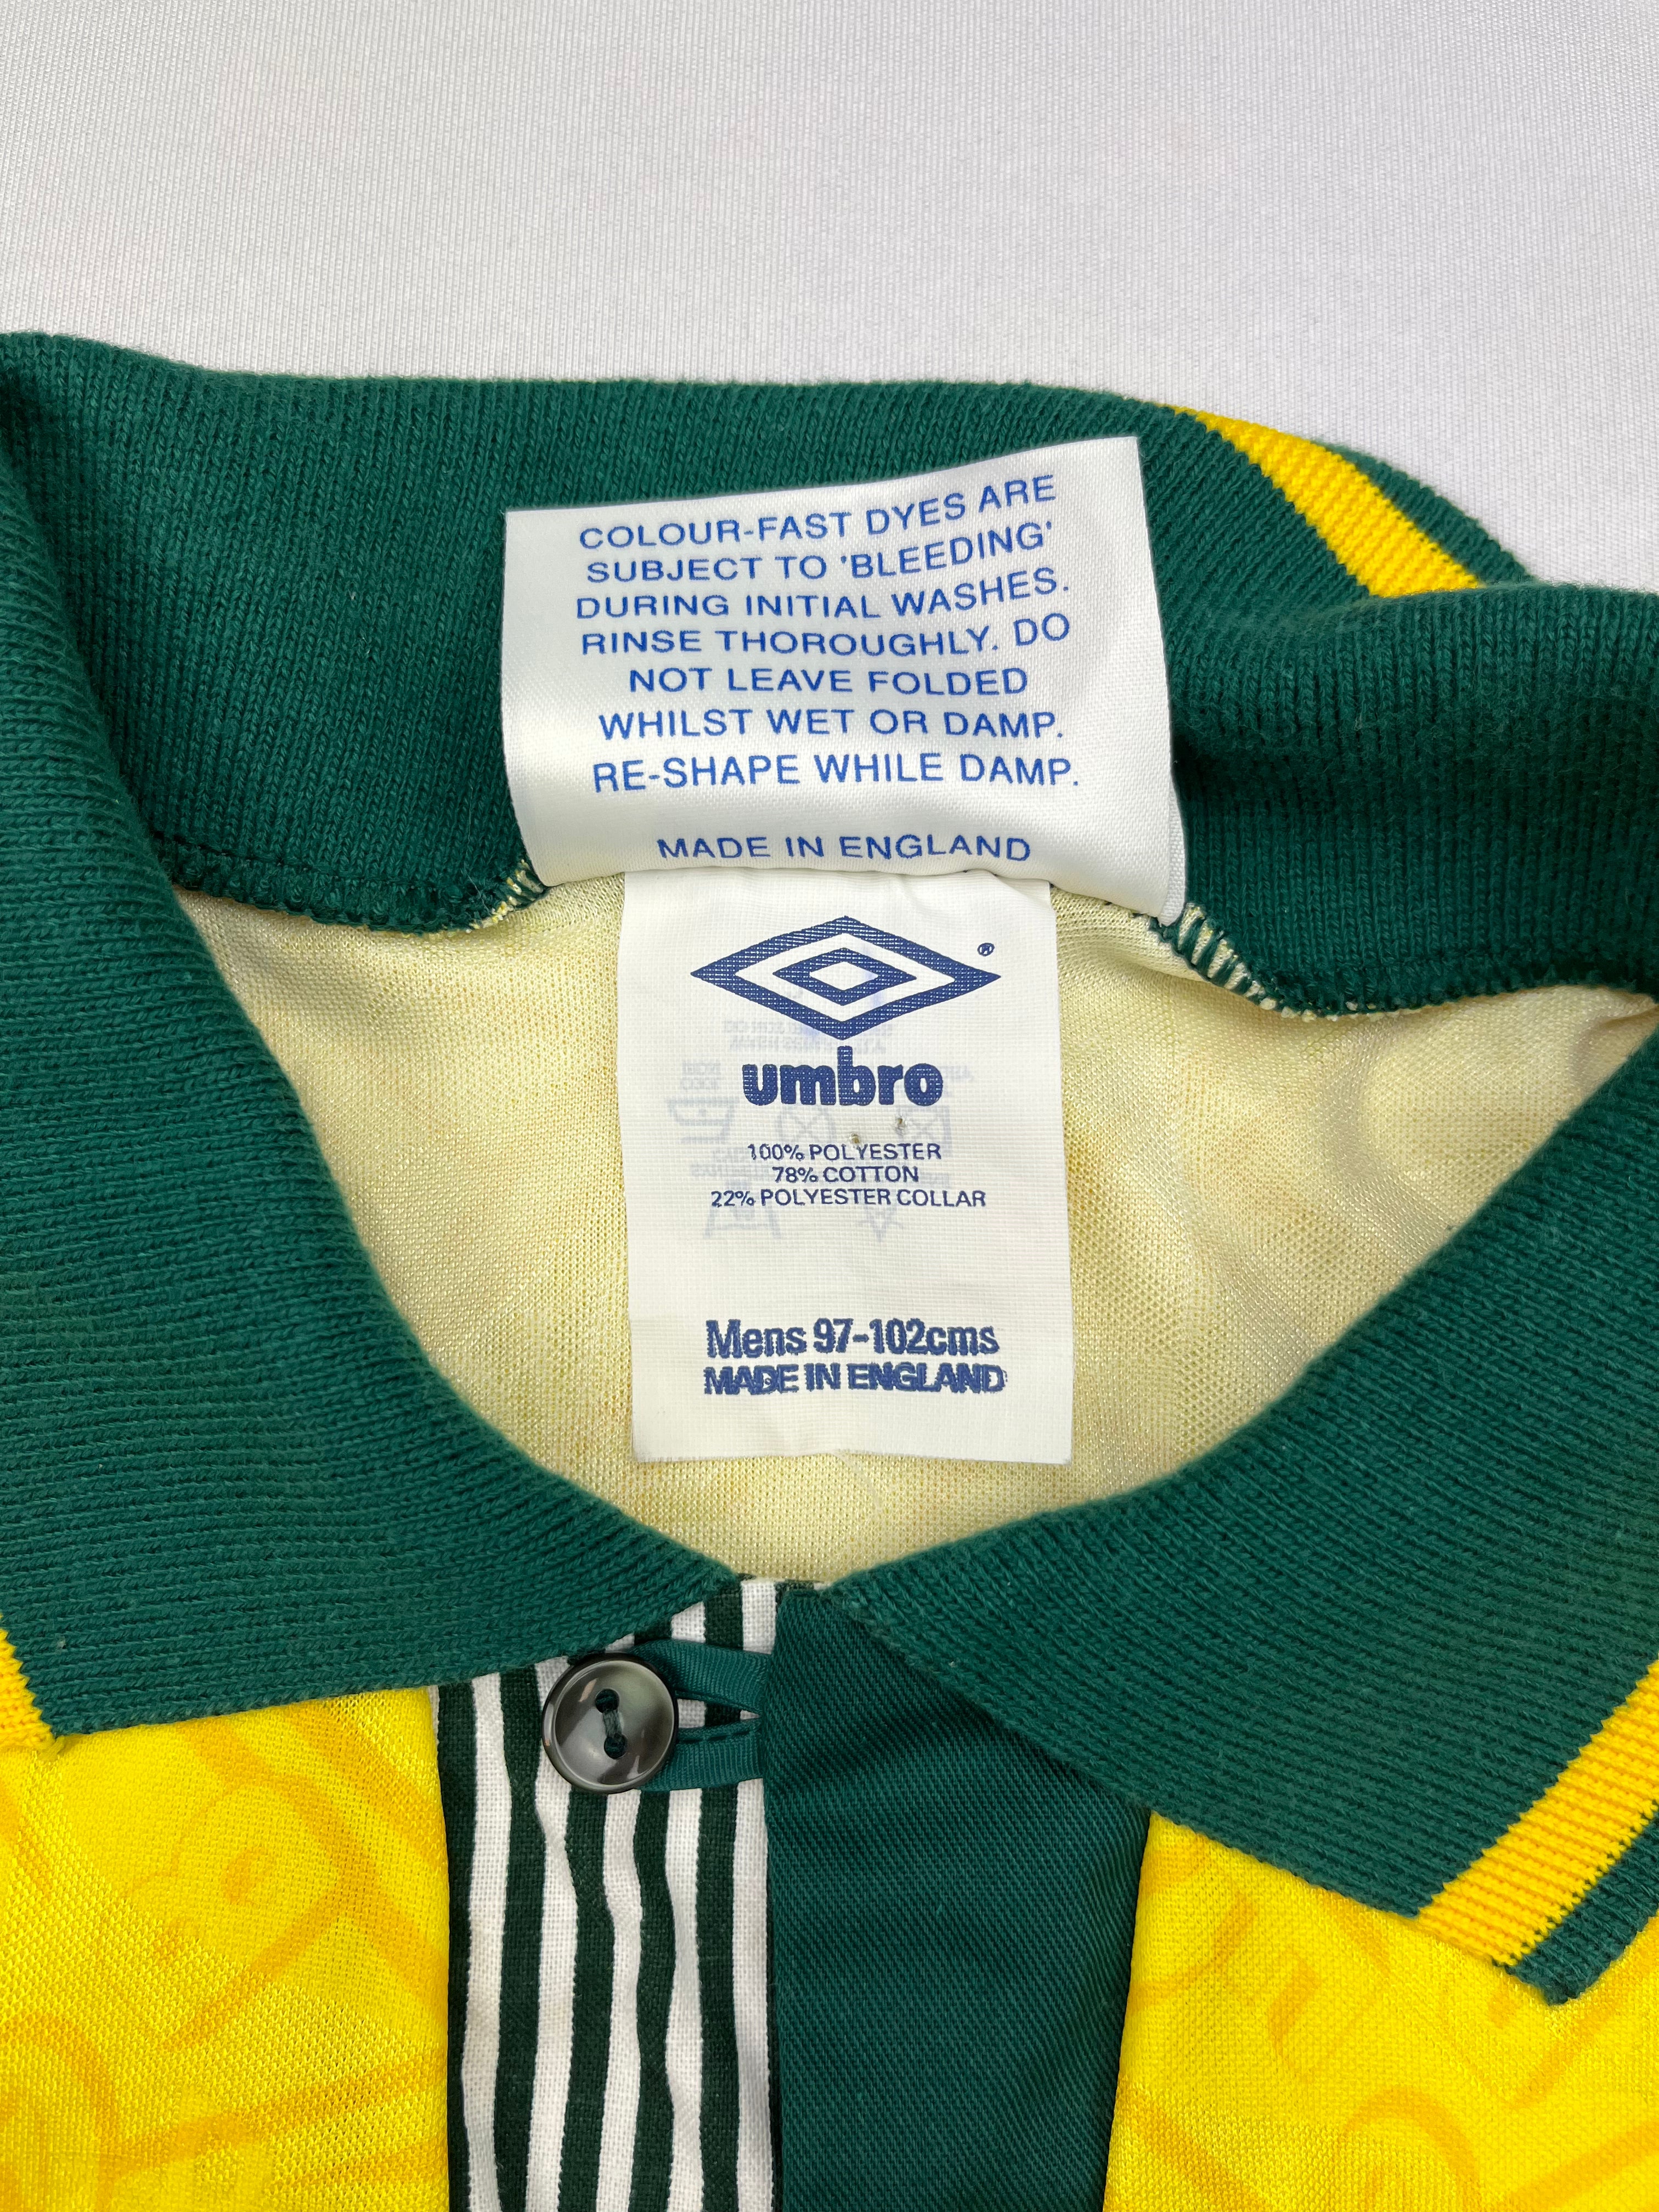 COLOUR-FAST DYES ARE
SUBJECT TO 'BLEEDING'
DURING INITIAL WASHES.
RINSE THOROUGHLY. DO
NOT LEAVE FOLDED
WHILST WET OR DAMP.
RE-SHAPE WHILE DAMP.
MADE IN ENGLAND
®
umbro
100% POLYESTER
78% COTTON
22% POLYESTER COLLAR
Mens 97-102cms
MADE IN ENGLAND